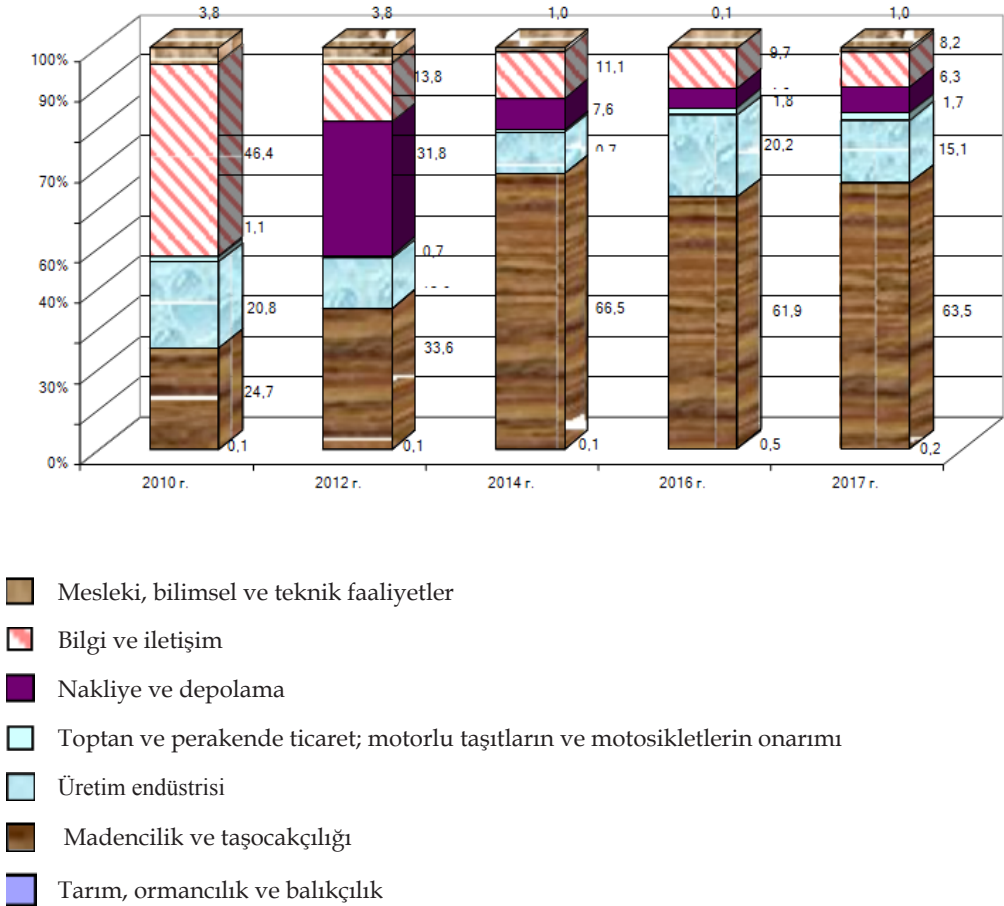 3,8 3,8 1,0 0,1 1,0
100% 8,2
13,8 11,1 9,7
90% 6,3
7,6 1,8 1,7
46,4 31,8 0,7 20,2 15,1
70%
1,1 0,7
60%
40% 20,8 66,5 61,9 63,5
33,6
30% 24,7
0,1 0,1 0,1 0,5 0,2
0%
2010 r. 2012 r. 2014 r. 2016 r. 2017 r.
Mesleki, bilimsel ve teknik faaliyetler
Bilgi ve iletişim
Nakliye ve depolama
Toptan ve perakende ticaret; motorlu taşıtların ve motosikletlerin onarımı
Üretim endüstrisi
Madencilik ve taşocakçılığı
Tarım, ormancılık ve balıkçılık